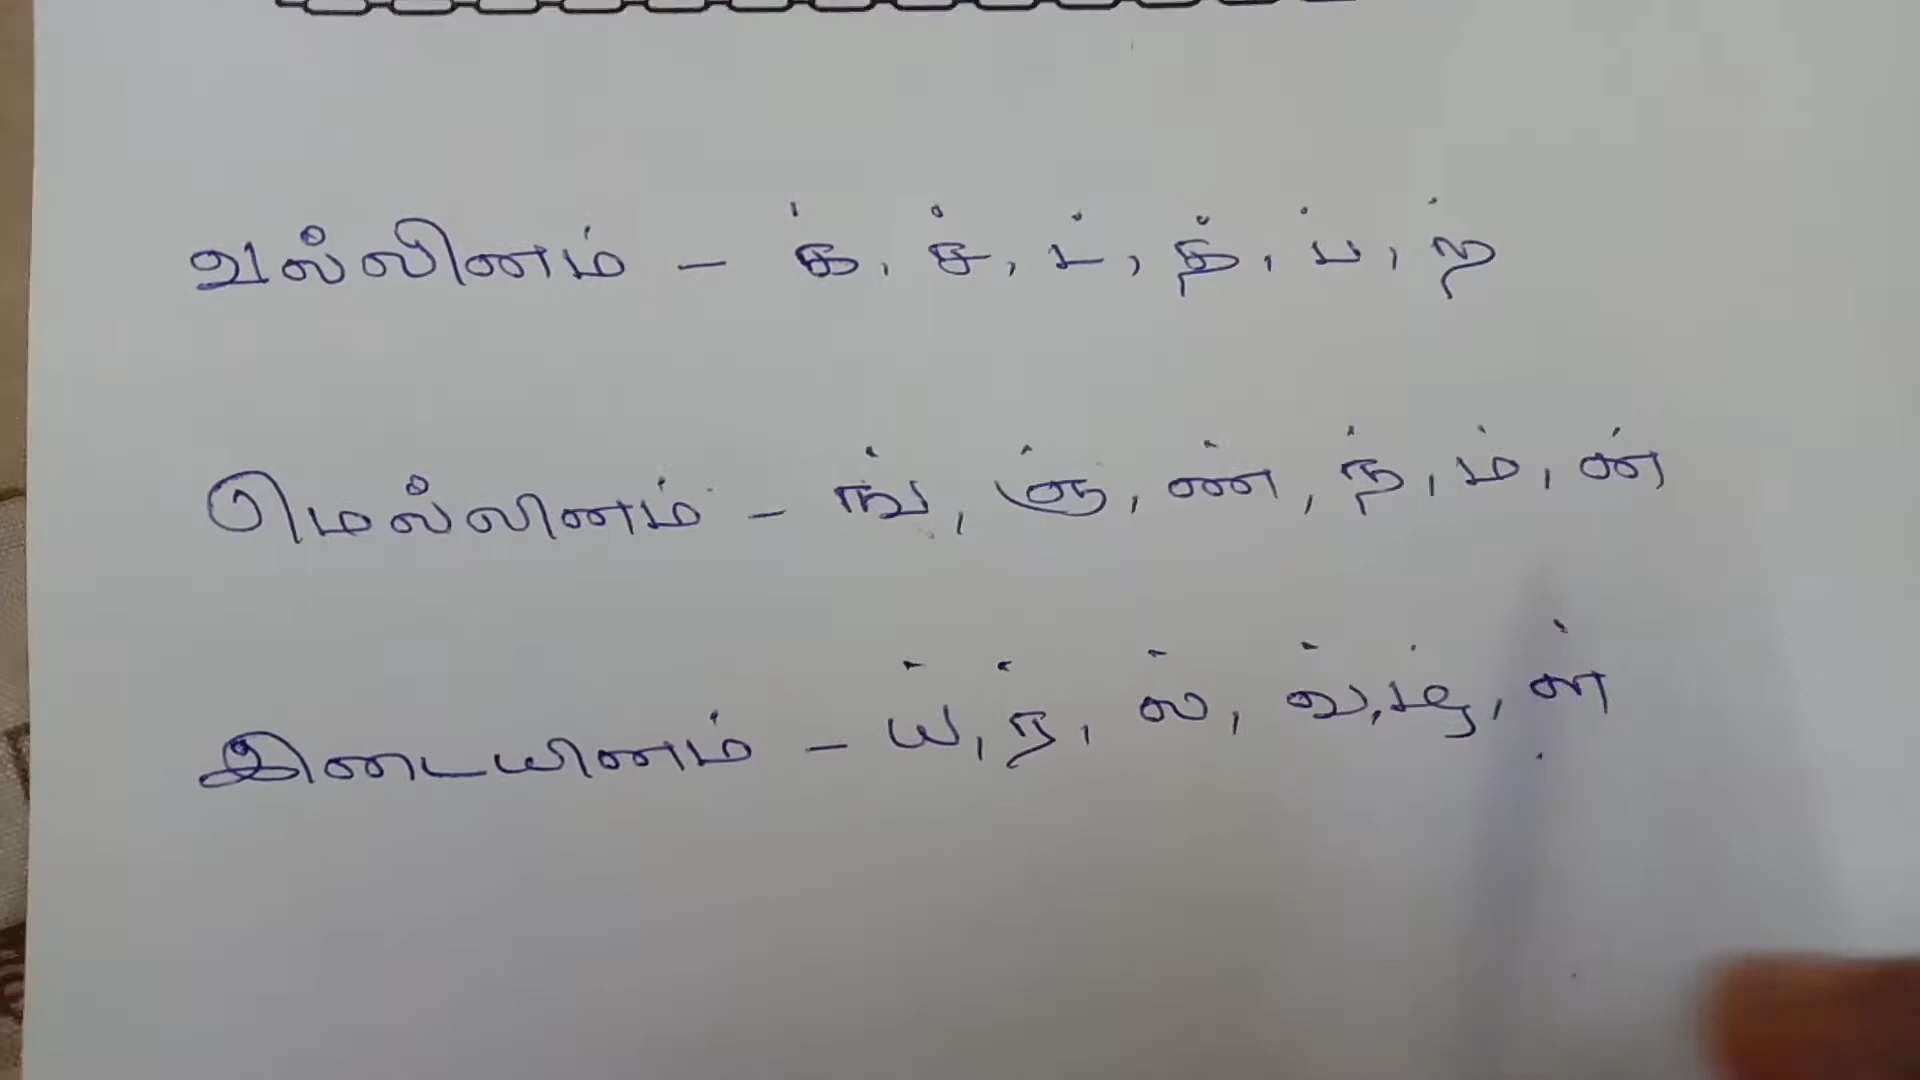 வல்லினம் - க், ச், ட், த், ப், ற்
மெல்லினம் - ங், ஞ், ண், ந், ம், ன்
இடையினம் - ய், ர், ல், வ், ழ், ள்